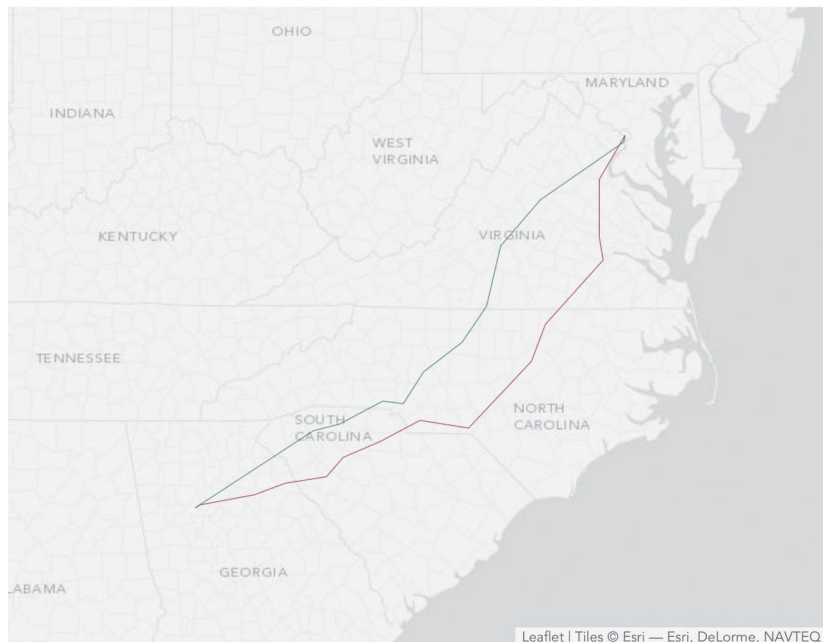 OHIO
MARYLAND
INDIANA
WEST
VIRGINIA
KENTUCKY
VIRGINIA
TENNESSEE
SOUTH
CAROLINA
NORTH
CAROLINA
GEORGIA
LABAMA
Leaflet | Tiles © Esri — Esri, DeLorme, NAVTEQ